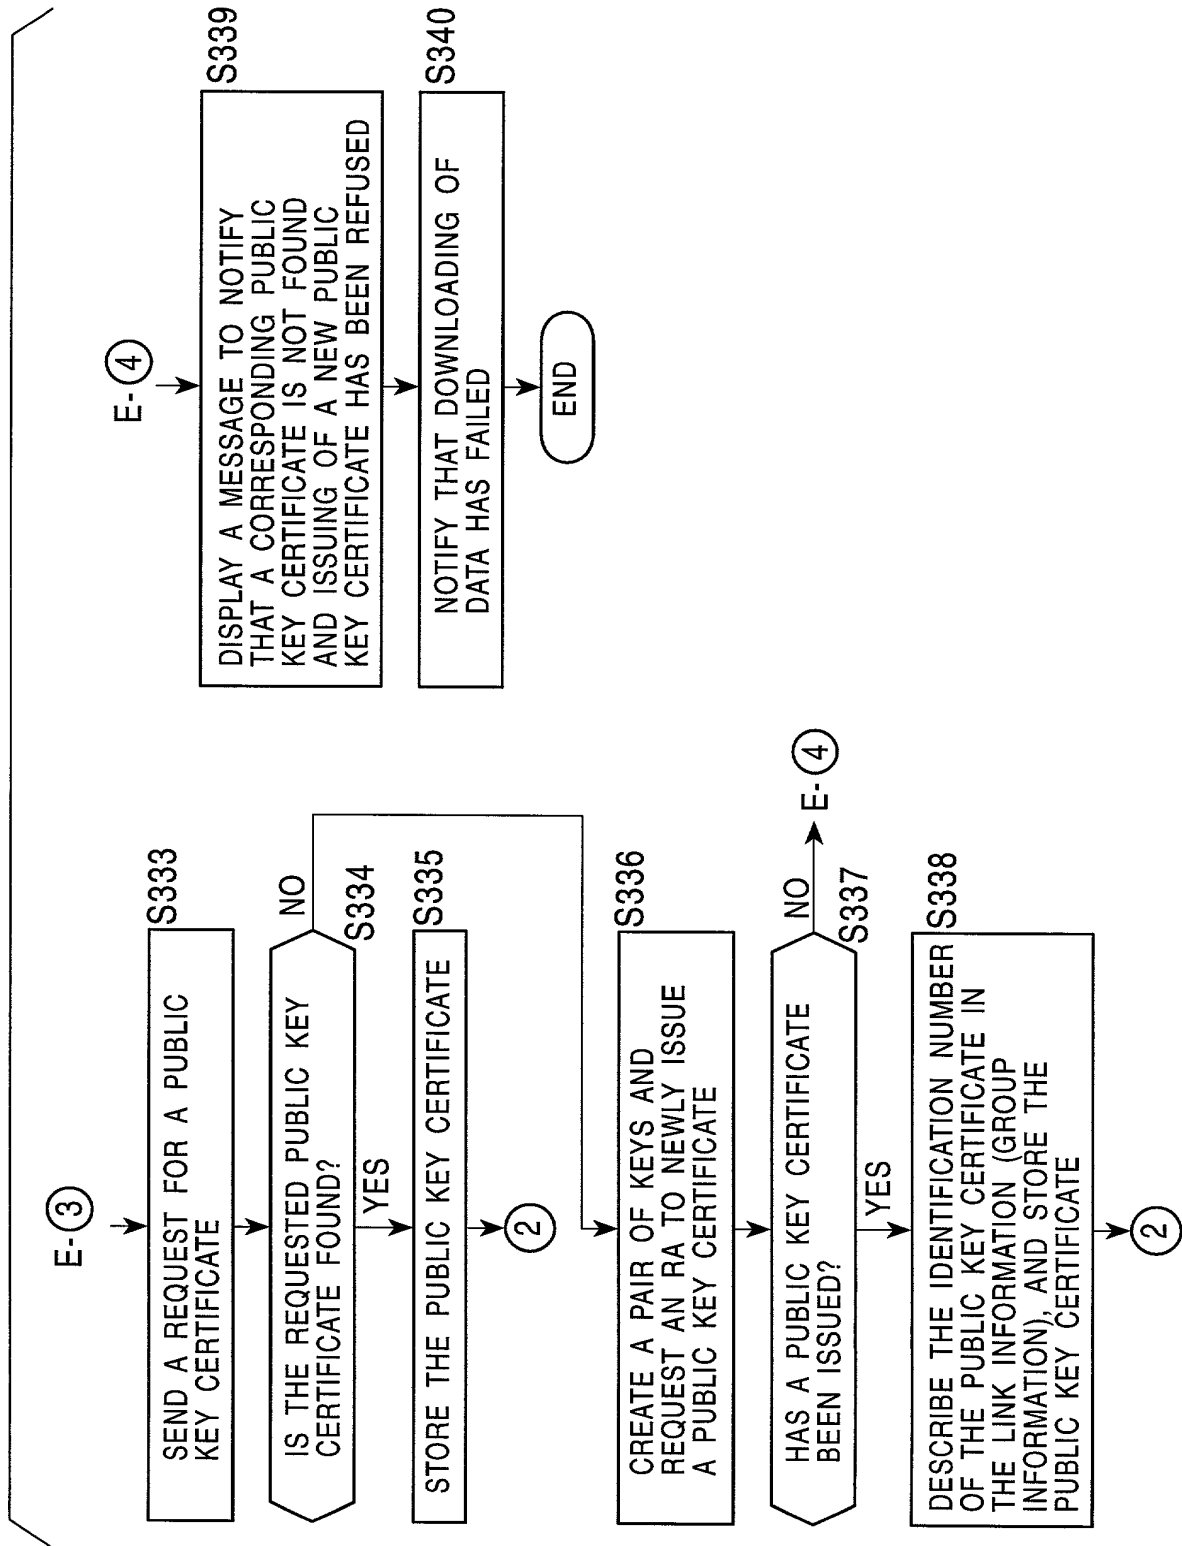 E-③
S333
SEND A REQUEST FOR A PUBLIC
KEY CERTIFICATE
IS THE REQUESTED PUBLIC KEY
CERTIFICATE FOUND?
NO
S334
YES
S335
STORE THE PUBLIC KEY CERTIFICATE
②
S336
CREATE A PAIR OF KEYS AND
REQUEST AN RA TO NEWLY ISSUE
A PUBLIC KEY CERTIFICATE
HAS A PUBLIC KEY CERTIFICATE
BEEN ISSUED?
NO
E-④
S337
YES
S338
DESCRIBE THE IDENTIFICATION NUMBER
OF THE PUBLIC KEY CERTIFICATE IN
THE LINK INFORMATION (GROUP
INFORMATION), AND STORE THE
PUBLIC KEY CERTIFICATE
②
E-④
S339
DISPLAY A MESSAGE TO NOTIFY
THAT A CORRESPONDING PUBLIC
KEY CERTIFICATE IS NOT FOUND
AND ISSUING OF A NEW PUBLIC
KEY CERTIFICATE HAS BEEN REFUSED
S340
NOTIFY THAT DOWNLOADING OF
DATA HAS FAILED
END